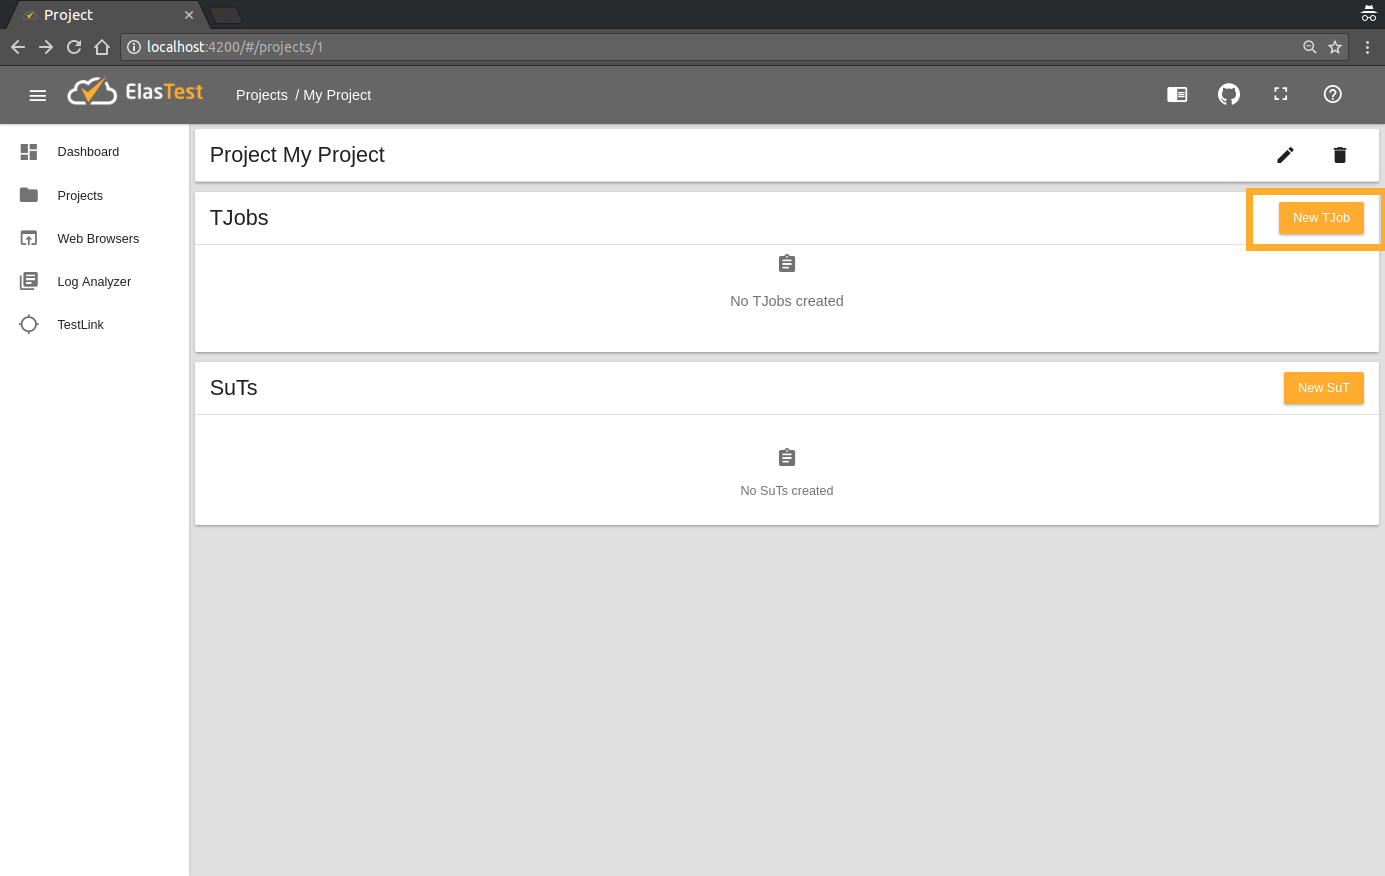 Project
localhost:4200/#/projects/1
ElasTest
Projects / My Project
Dashboard
Projects
Web Browsers
Log Analyzer
TestLink
Project My Project
TJobs
New TJob
No TJobs created
SuTs
New SuT
No SuTs created